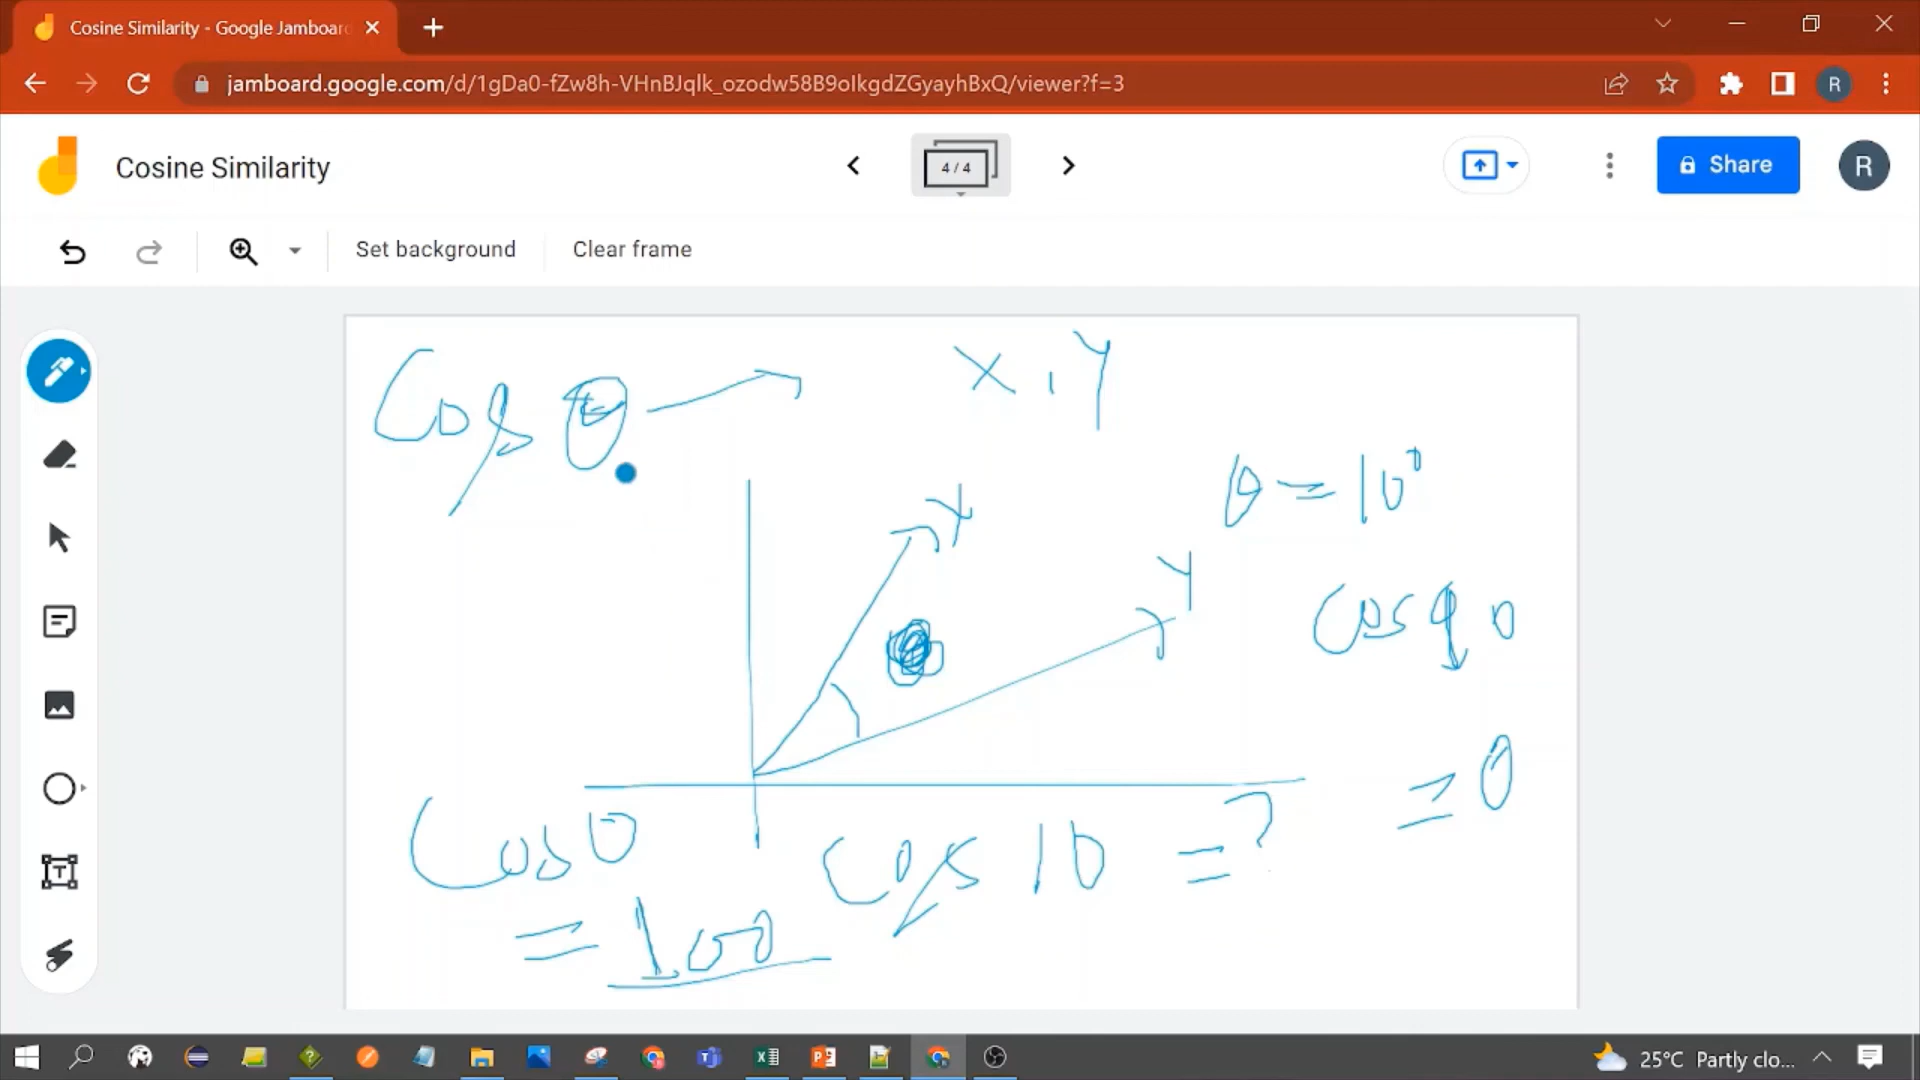 Cosine Similarity - Google Jamboard
jamboard.google.com/d/1gDa0-fZw8h-VHnBJqlk_ozodw58B9oIkgdZGyayhBxQ/viewer?f=3
R
Cosine Similarity
4 / 4
Share
R
Set background
Clear frame
Cos θ
X , Y
X
Y
θ = 10°
Cos 90
= 0
Cos 0
= 1.00
Cos 10 = ?
25°C Partly clo...